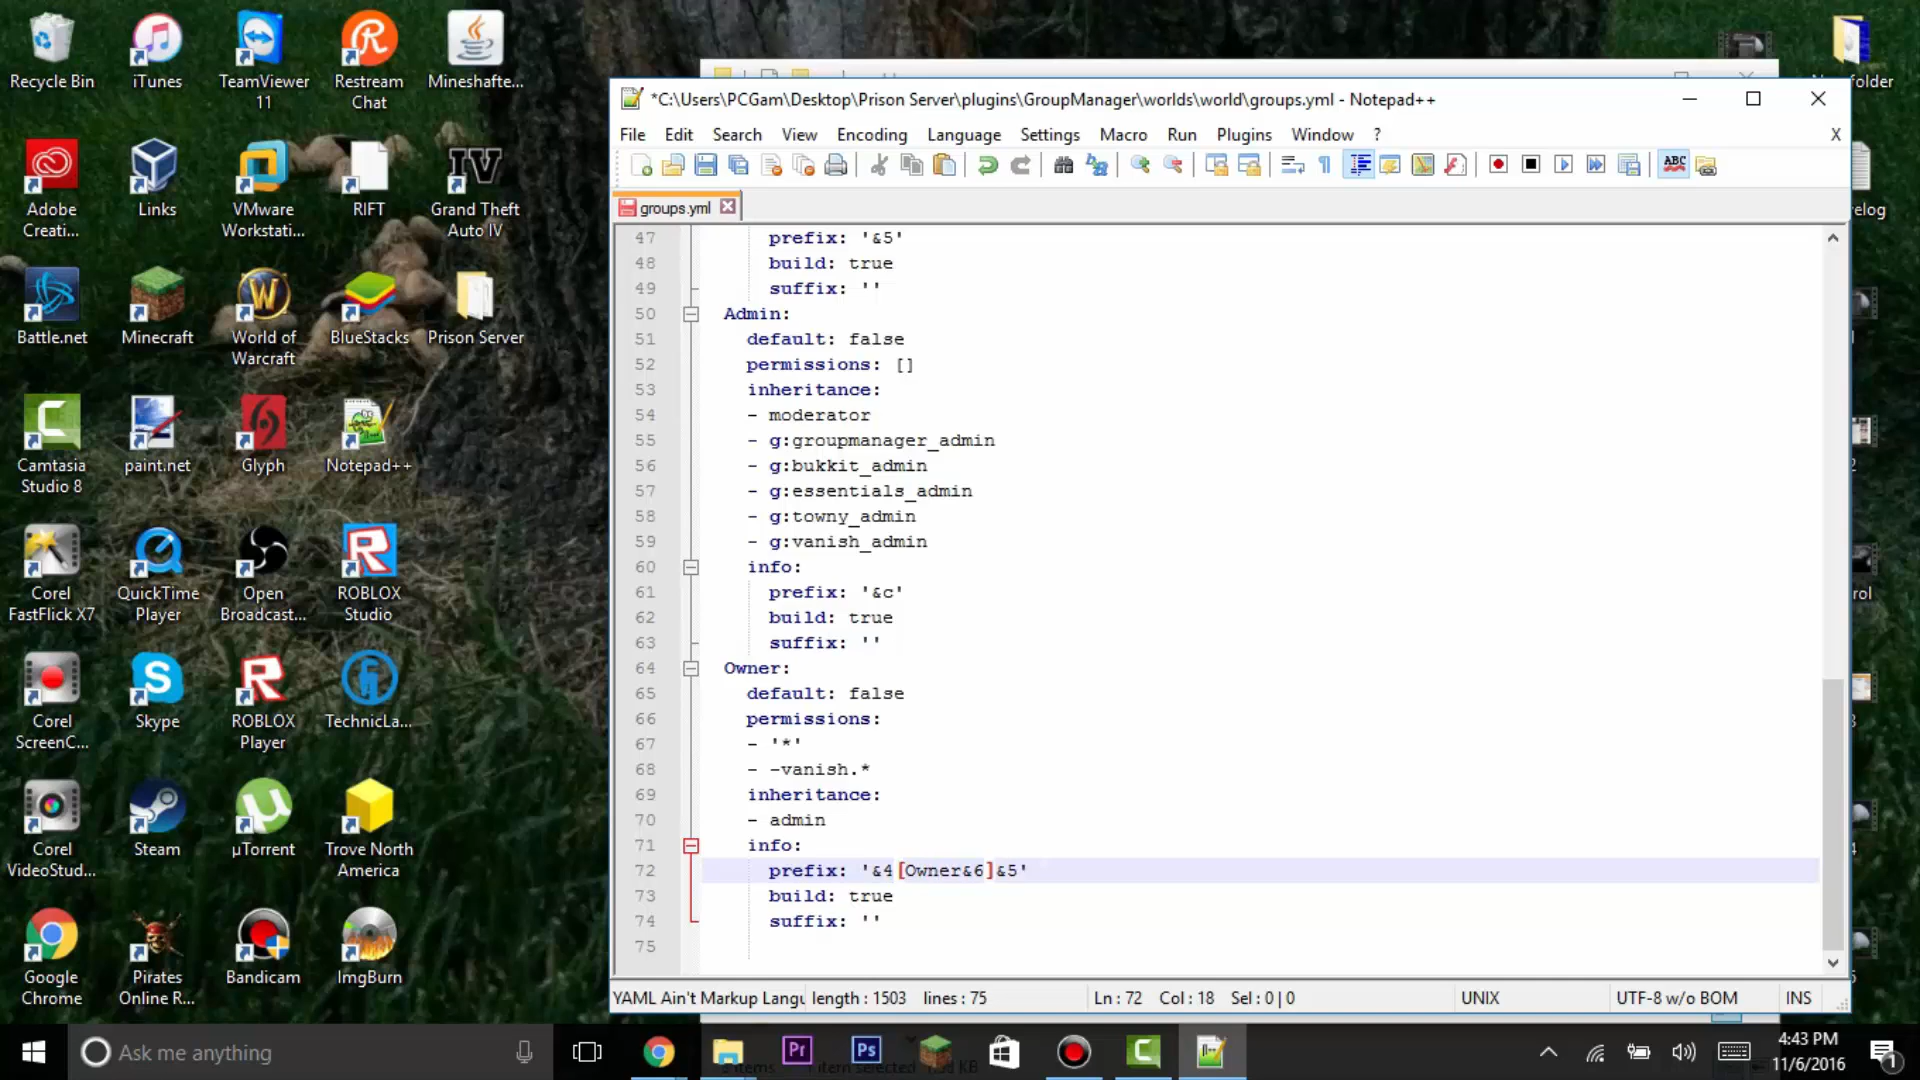 Recycle Bin
iTunes
TeamViewer
11
Restream
Chat
Mineshafte...
Adobe
Creati...
Links
VMware
Workstati...
RIFT
Grand Theft
Auto IV
Battle.net
Minecraft
World of
Warcraft
BlueStacks
Prison Server
Camtasia
Studio 8
paint.net
Glyph
Notepad++
Corel
FastFlick X7
QuickTime
Player
Open
Broadcast...
ROBLOX
Studio
Corel
ScreenC...
Skype
ROBLOX
Player
TechnicLa...
Corel
VideoStud...
Steam
µTorrent
Trove North
America
Google
Chrome
Pirates
Online R...
Bandicam
ImgBurn
*C:\Users\PCGam\Desktop\Prison Server\plugins\GroupManager\worlds\world\groups.yml - Notepad++
File Edit Search View Encoding Language Settings Macro Run Plugins Window ? X
groups.yml
47 prefix: '&5'
48 build: true
49 suffix: ''
50 Admin:
51 default: false
52 permissions: []
53 inheritance:
54 - moderator
55 - g:groupmanager_admin
56 - g:bukkit_admin
57 - g:essentials_admin
58 - g:towny_admin
59 - g:vanish_admin
60 info:
61 prefix: '&c'
62 build: true
63 suffix: ''
64 Owner:
65 default: false
66 permissions:
67 - '*'
68 - -vanish.*
69 inheritance:
70 - admin
71 info:
72 prefix: '&4[Owner&6]&5'
73 build: true
74 suffix: ''
75
YAML Ain't Markup Langu length : 1503 lines : 75 Ln : 72 Col : 18 Sel : 0 | 0 UNIX UTF-8 w/o BOM INS
Ask me anything
4:43 PM
11/6/2016